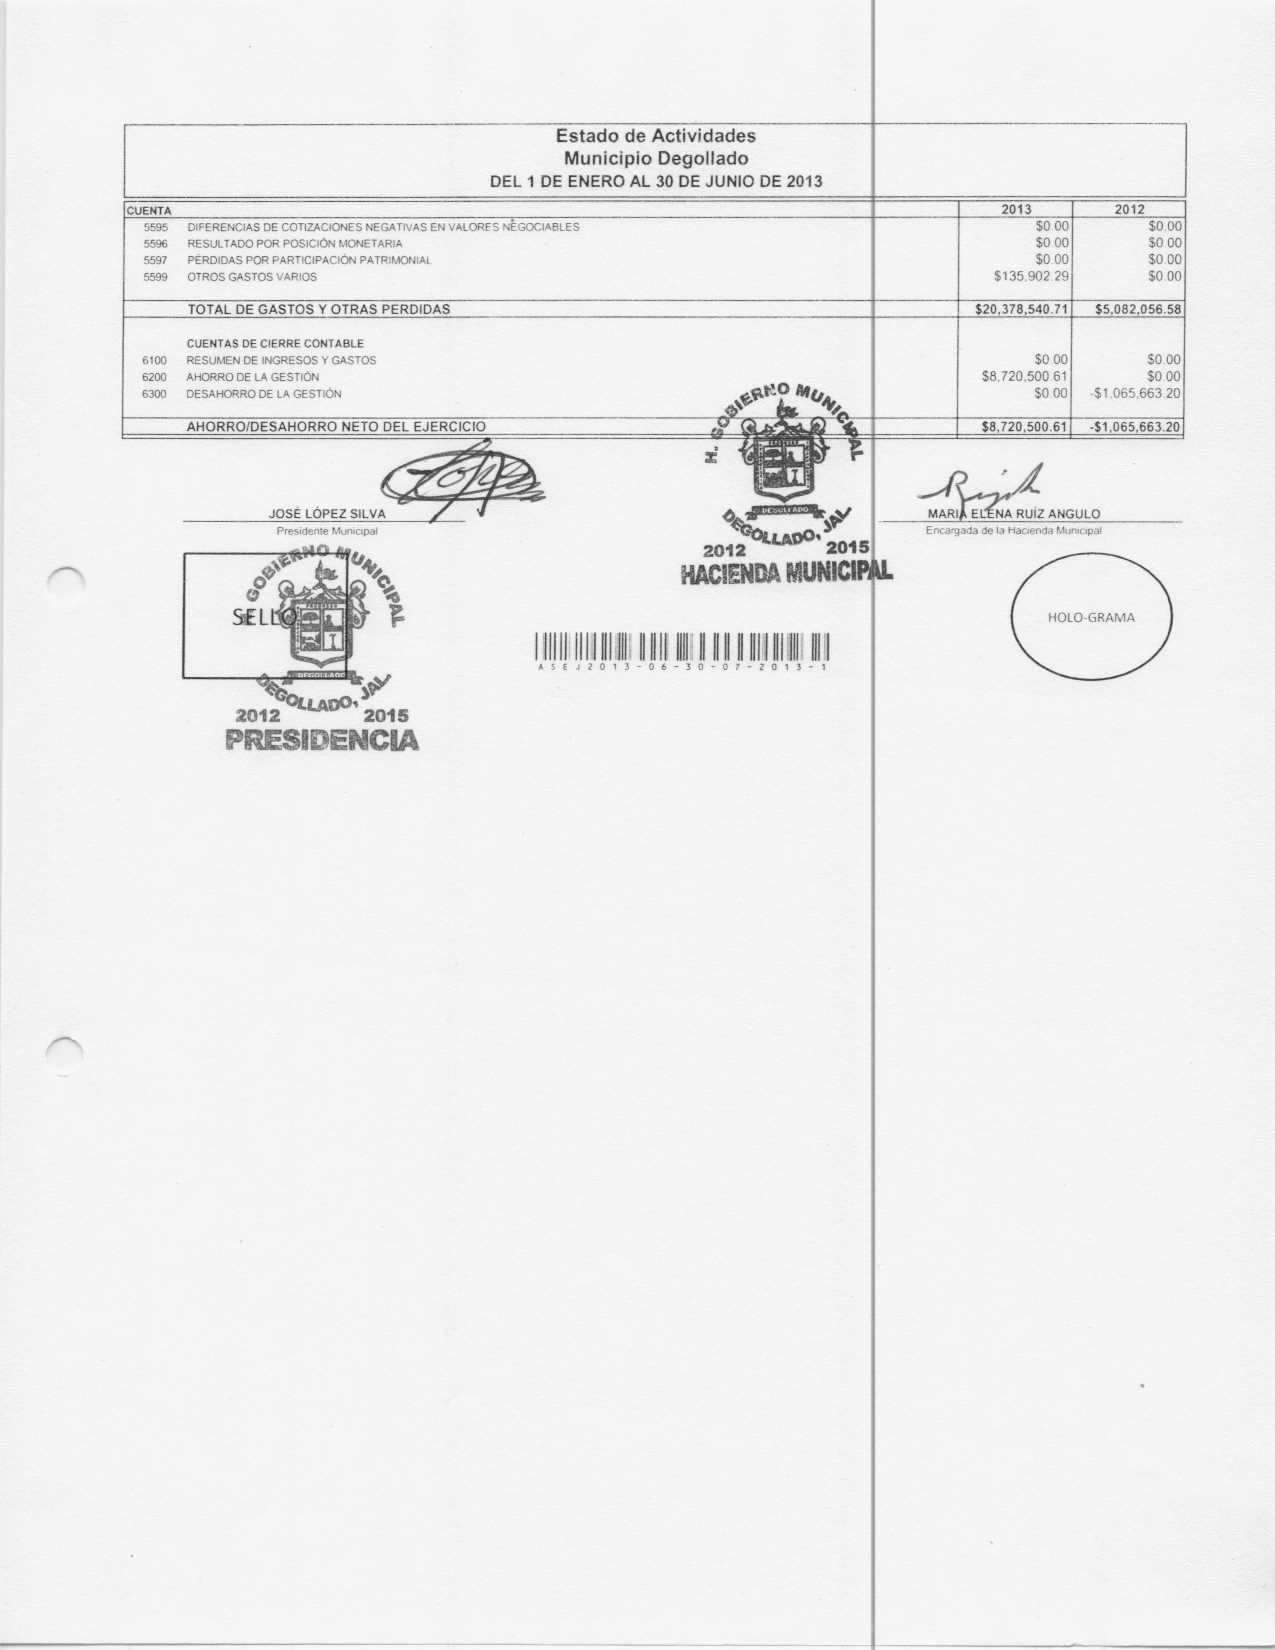 Estado de Actividades
Municipio Degollado
DEL 1 DE ENERO AL 30 DE JUNIO DE 2013
CUENTA 2013 2012
5595 DIFERENCIAS DE COTIZACIONES NEGATIVAS EN VALORES NEGOCIABLES $0.00 $0.00
5596 RESULTADO POR POSICIÓN MONETARIA $0.00 $0.00
5597 PÉRDIDAS POR PARTICIPACIÓN PATRIMONIAL $0.00 $0.00
5599 OTROS GASTOS VARIOS $135,902.29 $0.00
TOTAL DE GASTOS Y OTRAS PERDIDAS $20,378,540.71 $5,082,056.58
CUENTAS DE CIERRE CONTABLE
6100 RESUMEN DE INGRESOS Y GASTOS $0.00 $0.00
6200 AHORRO DE LA GESTIÓN $8,720,500.61 $0.00
6300 DESAHORRO DE LA GESTIÓN $0.00 -$1,065,663.20
AHORRO/DESAHORRO NETO DEL EJERCICIO $8,720,500.61 -$1,065,663.20
H. GOBIERNO MUNICIPAL
DEGOLLADO
DEGOLLADO, JAL.
2012 2015
HACIENDA MUNICIPAL
JOSÉ LÓPEZ SILVA
Presidente Municipal
MARIA ELENA RUÍZ ANGULO
Encargada de la Hacienda Municipal
GOBIERNO MUNICIPAL
SELLO
PROGRESO
DEGOLLADO
DEGOLLADO, JAL.
2012 2015
PRESIDENCIA
ASEJ2013-06-30-07-2013-1
HOLO-GRAMA